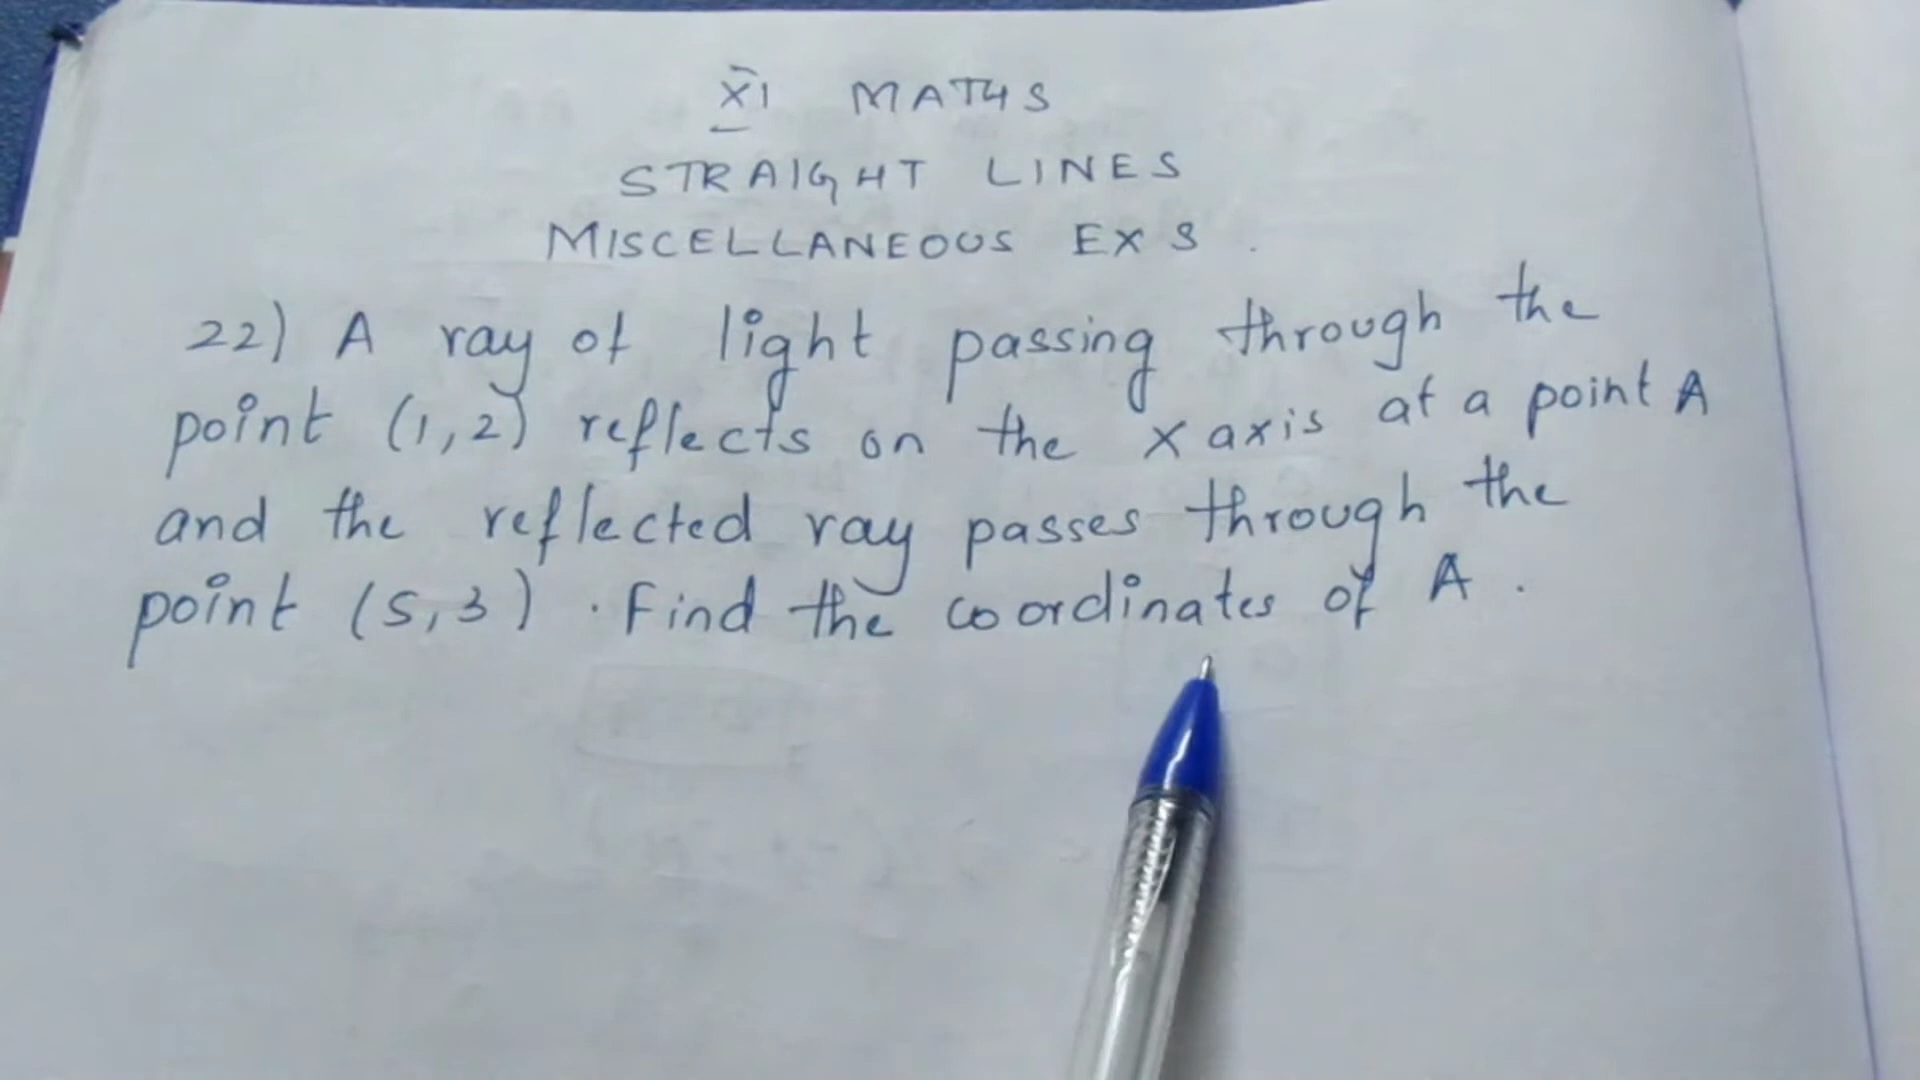 XI MATHS
STRAIGHT LINES
MISCELLANEOUS EXS.
22) A ray of light passing through the
point (1,2) reflects on the x axis at a point A
and the reflected ray passes through the
point (5,3). Find the coordinates of A.